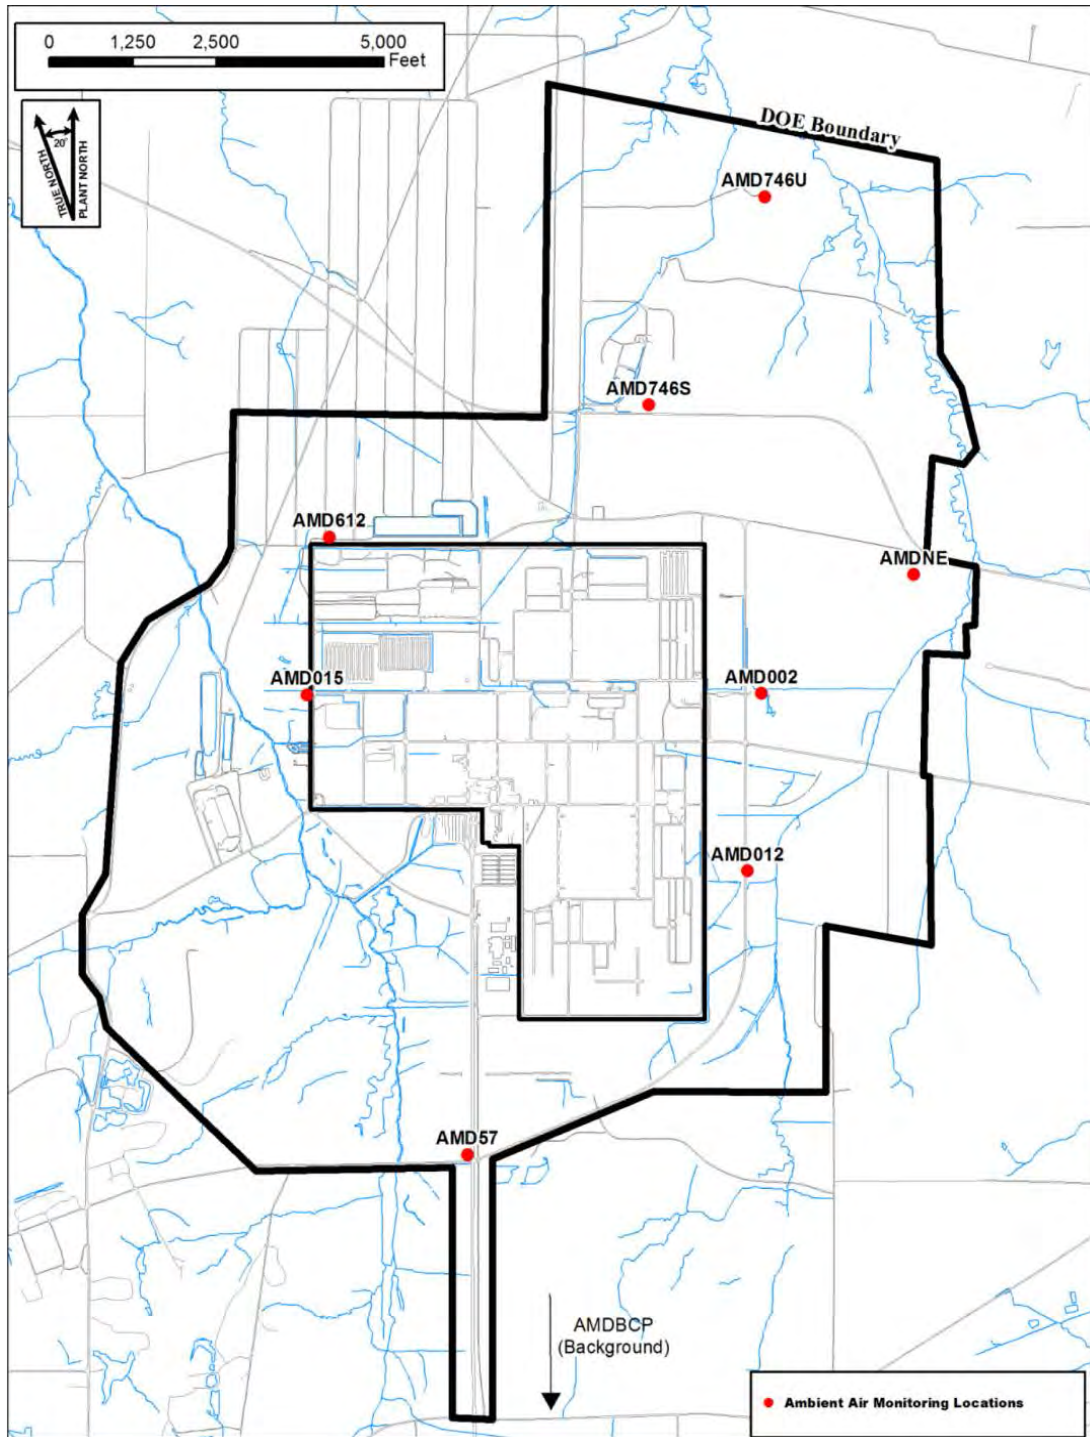 0 1,250 2,500 5,000
Feet
20°
TRUE NORTH
PLANT NORTH
DOE Boundary
AMD746U
AMD746S
AMD612
AMDNE
AMD015
AMD002
AMD012
AMD57
AMDBCP
(Background)
Ambient Air Monitoring Locations